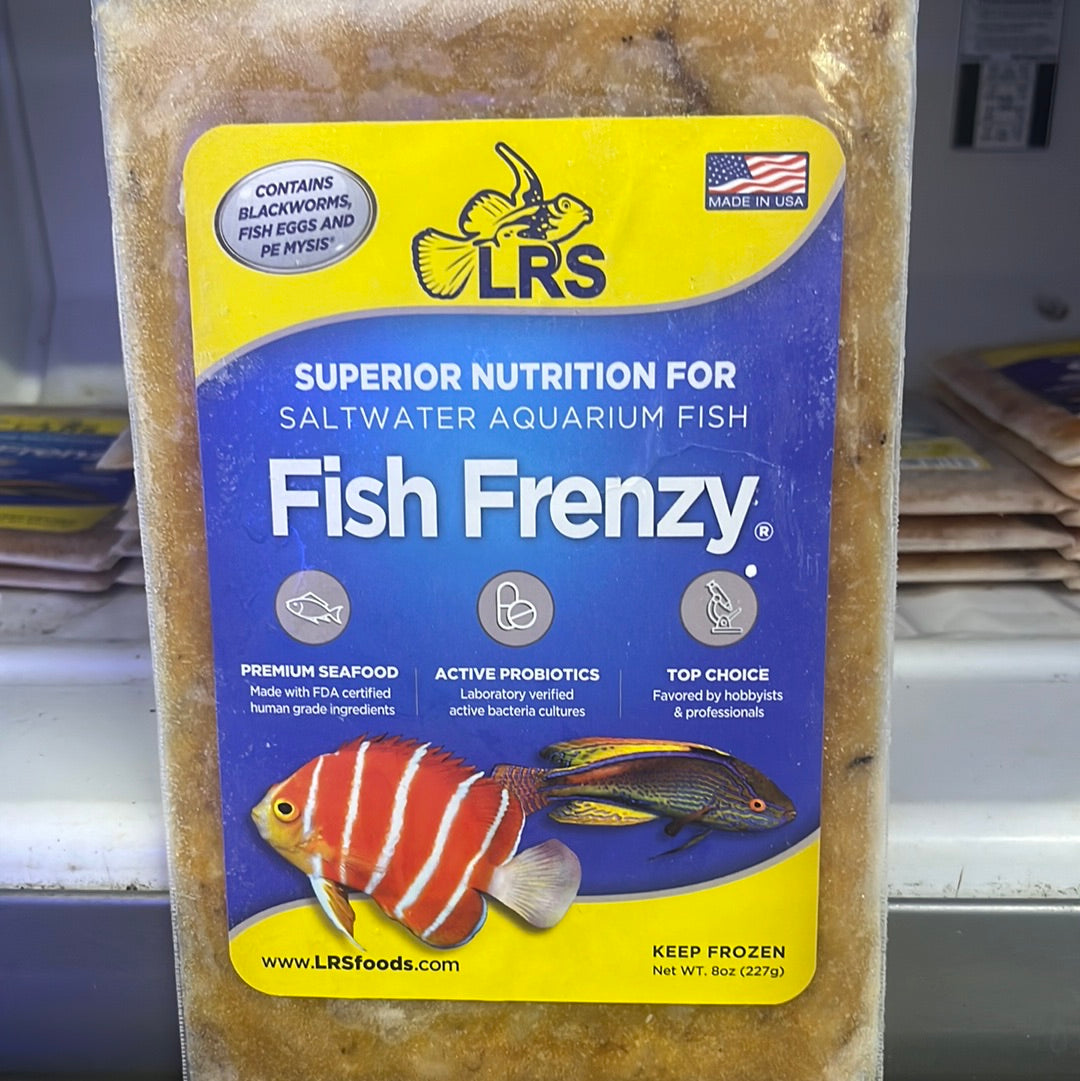 CONTAINS
BLACKWORMS,
FISH EGGS AND
PE MYSIS®
LRS
MADE IN USA
SUPERIOR NUTRITION FOR
SALTWATER AQUARIUM FISH
Fish Frenzy®
PREMIUM SEAFOOD
Made with FDA certified
human grade ingredients
ACTIVE PROBIOTICS
Laboratory verified
active bacteria cultures
TOP CHOICE
Favored by hobbyists
& professionals
www.LRSfoods.com
KEEP FROZEN
Net WT. 8oz (227g)